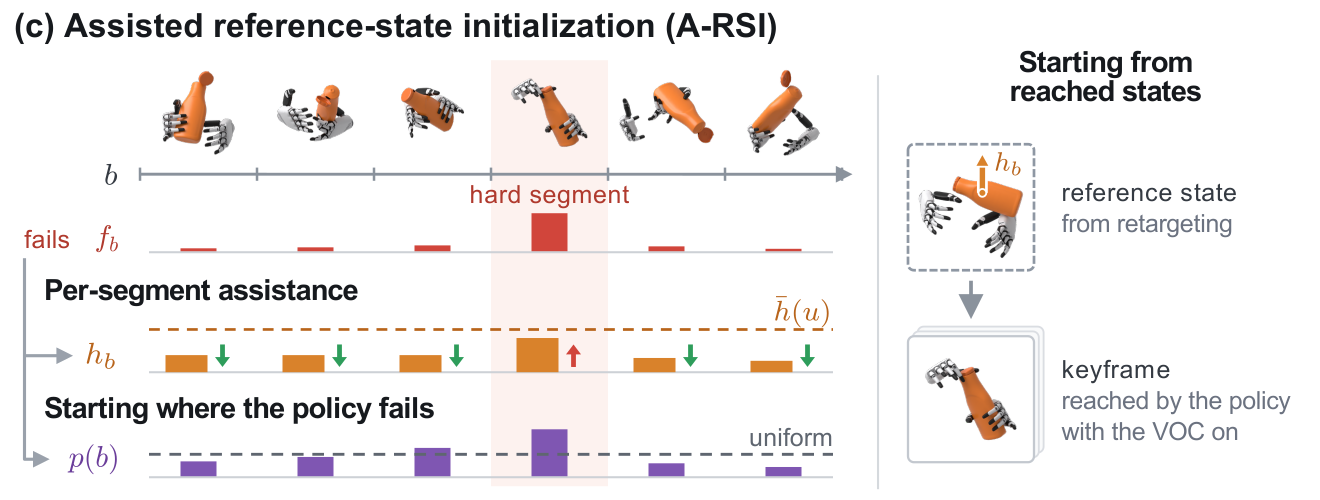 (c) Assisted reference-state initialization (A-RSI)
b
hard segment
fails f_b
Per-segment assistance
h̄(u)
h_b
Starting where the policy fails
uniform
p(b)
Starting from
reached states
h_b
reference state
from retargeting
keyframe
reached by the policy
with the VOC on